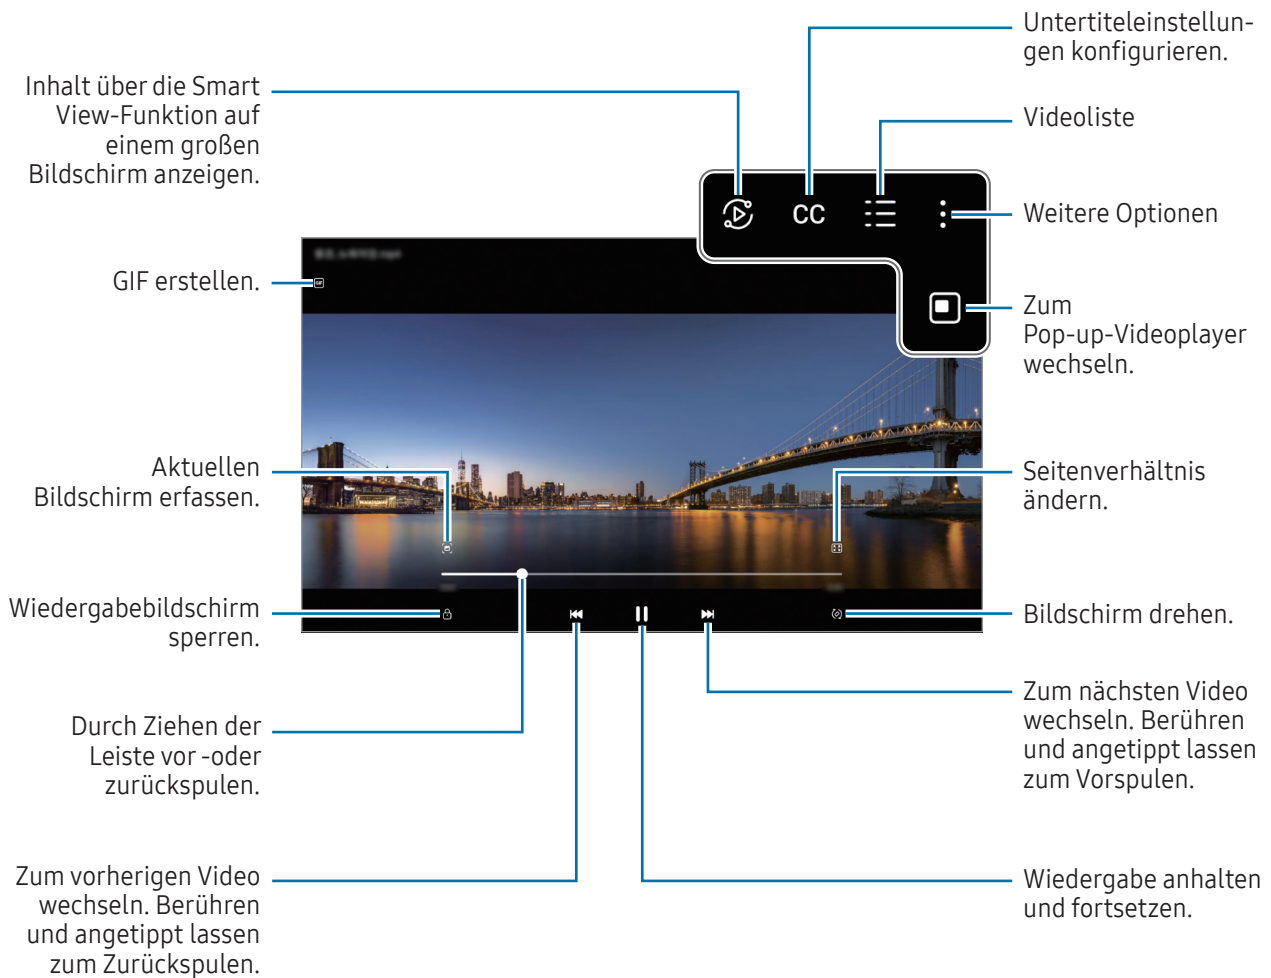 Untertiteleinstellun-
gen konfigurieren.
Inhalt über die Smart
View-Funktion auf
einem großen
Bildschirm anzeigen.
Videoliste
CC
Weitere Optionen
GIF erstellen.
GIF
Zum
Pop-up-Videoplayer
wechseln.
Aktuellen
Bildschirm erfassen.
Seitenverhältnis
ändern.
Wiedergabebildschirm
sperren.
Bildschirm drehen.
Durch Ziehen der
Leiste vor -oder
zurückspulen.
Zum nächsten Video
wechseln. Berühren
und angetippt lassen
zum Vorspulen.
Zum vorherigen Video
wechseln. Berühren
und angetippt lassen
zum Zurückspulen.
Wiedergabe anhalten
und fortsetzen.